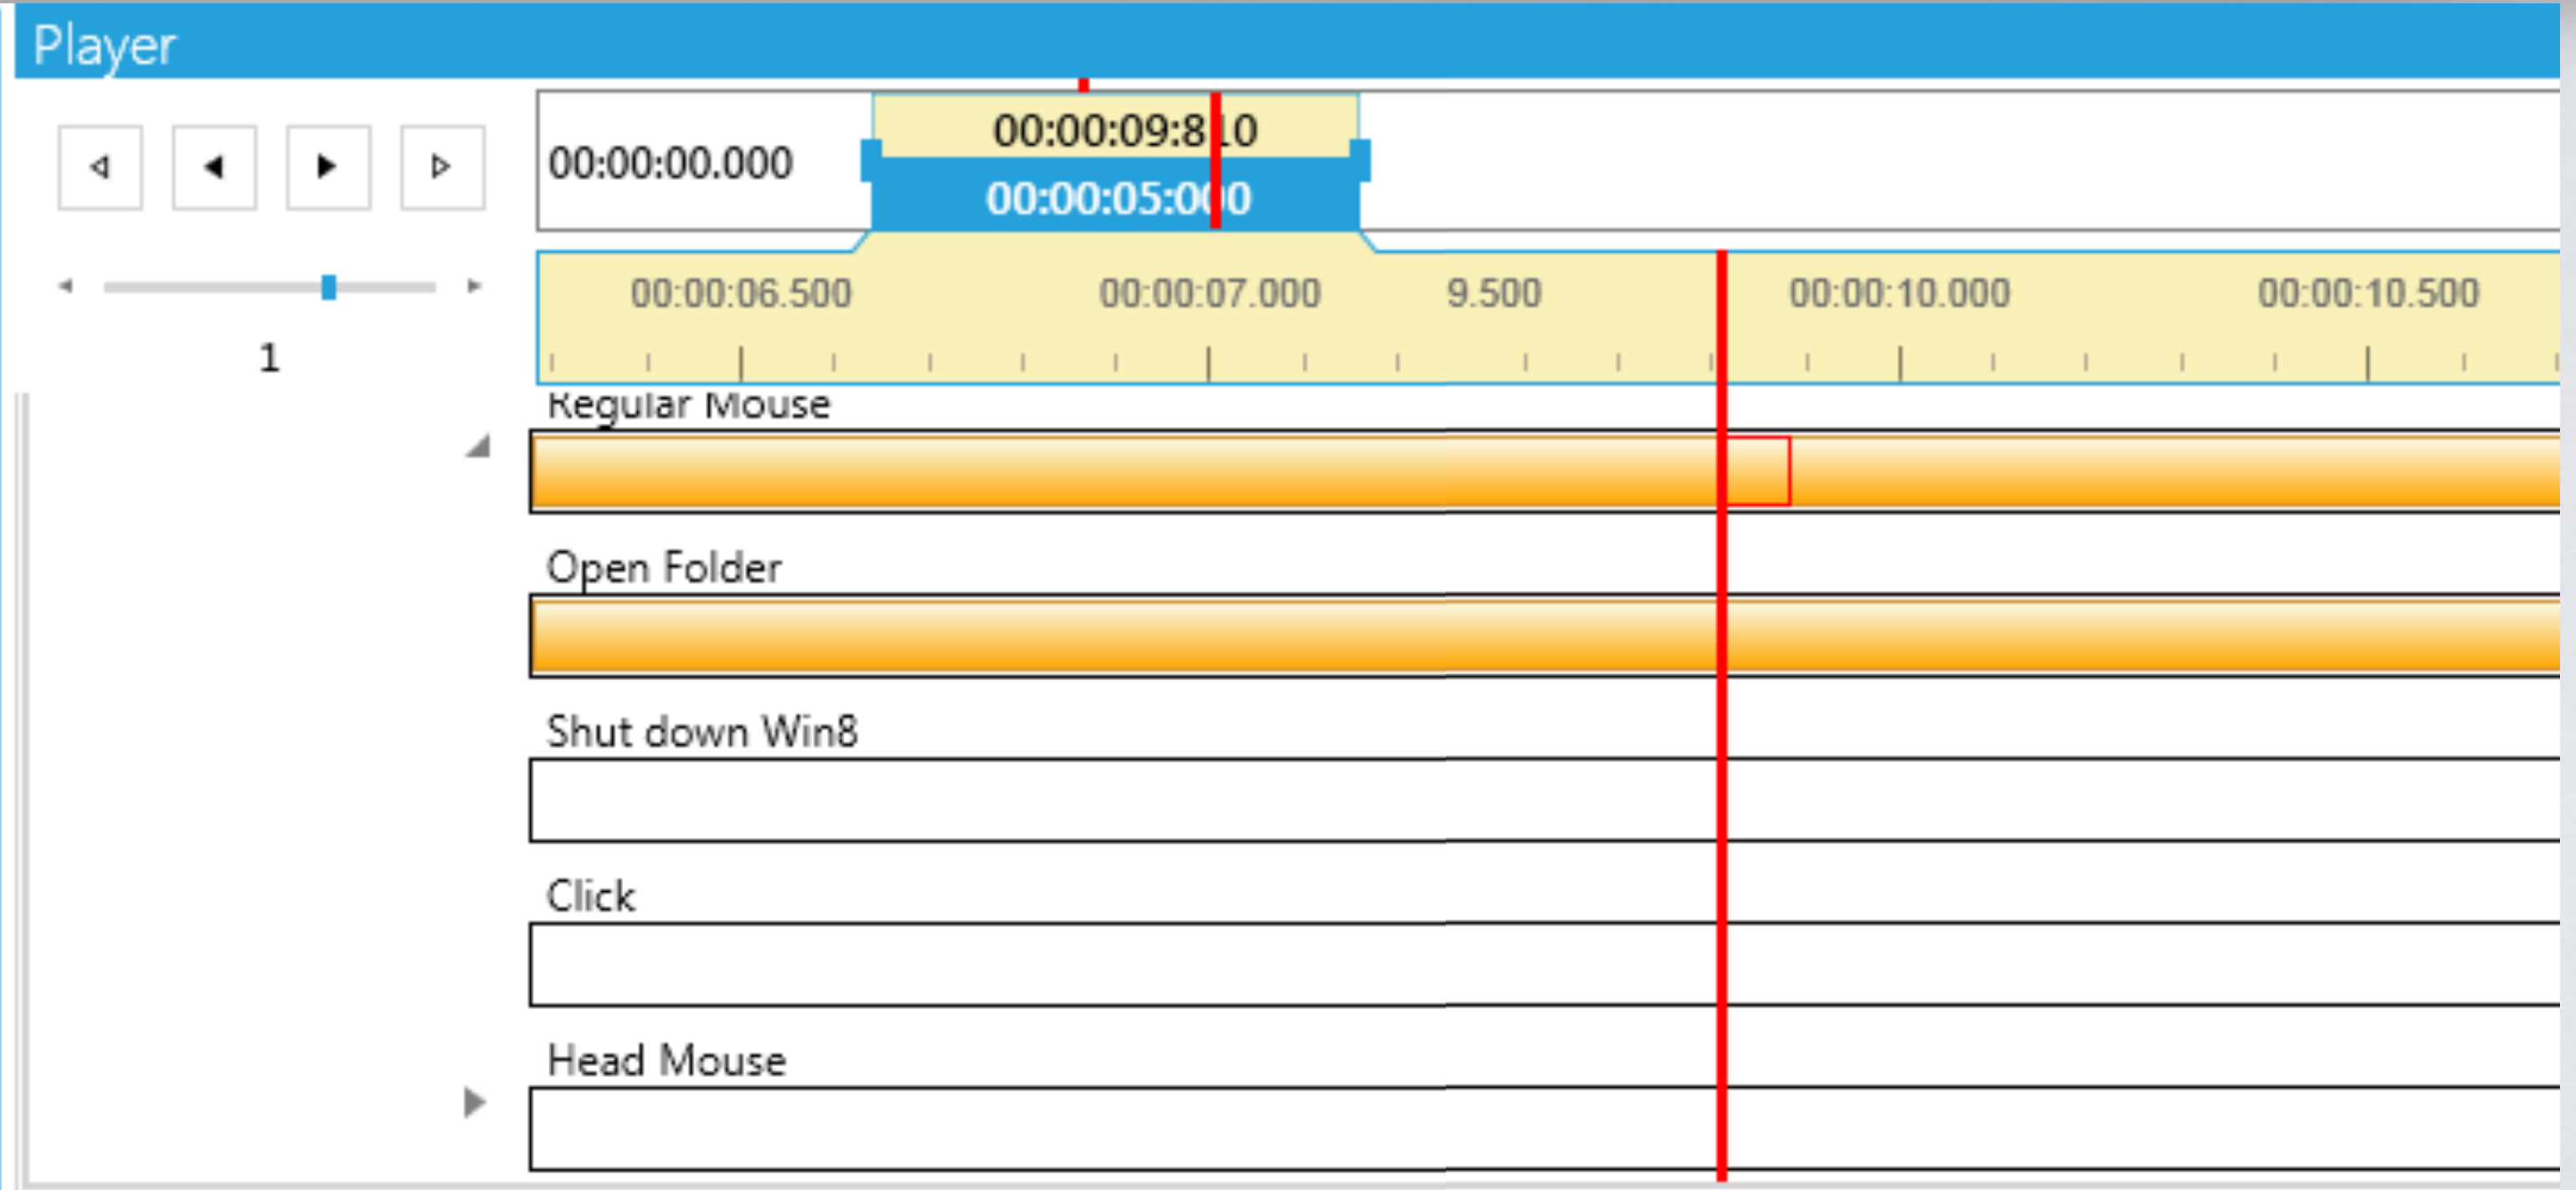 Player
00:00:00.000
00:00:09:810
00:00:05:000
00:00:06.500 00:00:07.000 9.500 00:00:10.000 00:00:10.500
1
Regular Mouse
Open Folder
Shut down Win8
Click
Head Mouse